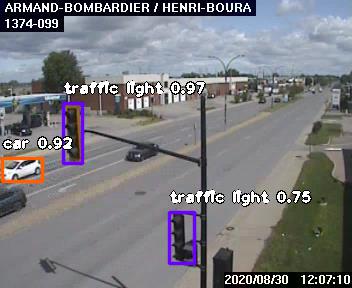 ARMAND-BOMBARDIER / HENRI-BOURA
1374-099
traffic light 0.97
car 0.92
traffic light 0.75
2020/08/30 12:07:10